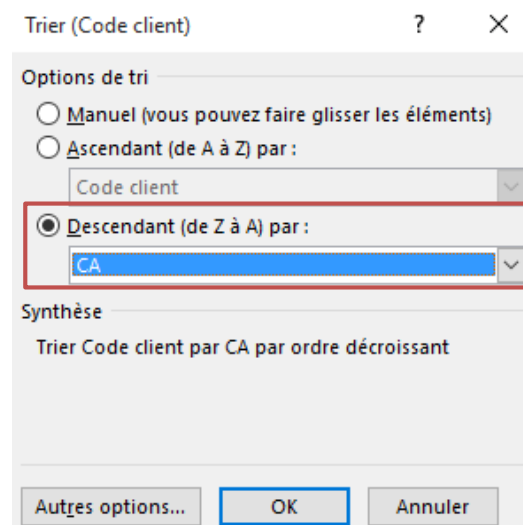 Trier (Code client) ?
Options de tri
Manuel (vous pouvez faire glisser les éléments)
Ascendant (de A à Z) par :
Code client
Descendant (de Z à A) par :
CA
Synthèse
Trier Code client par CA par ordre décroissant
Autres options... OK Annuler